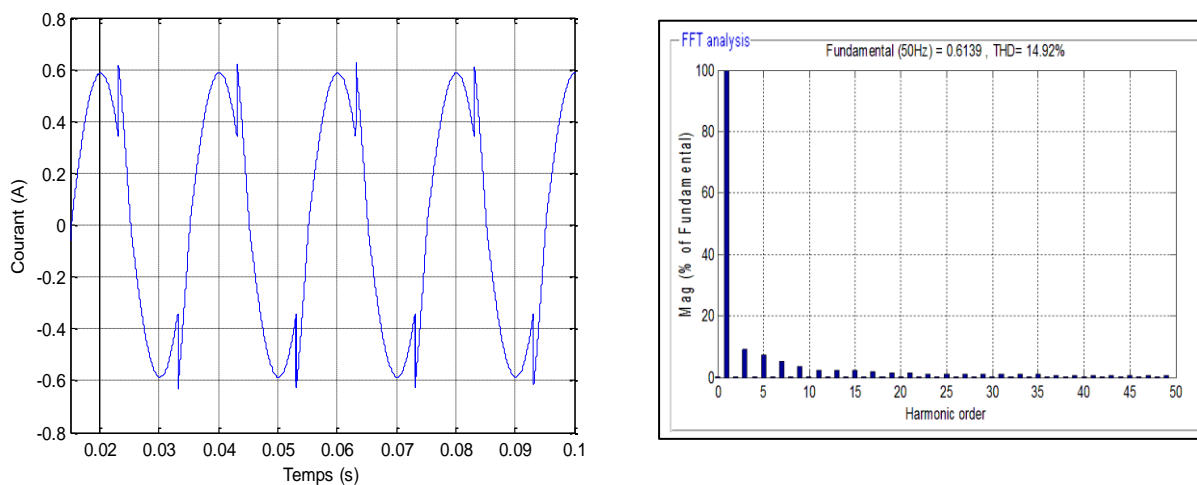 0.8
0.6
0.4
0.2
0
-0.2
-0.4
-0.6
-0.8
Courant (A)
0.02 0.03 0.04 0.05 0.06 0.07 0.08 0.09 0.1
Temps (s)
FFT analysis
Fundamental (50Hz) = 0.6139 , THD= 14.92%
100
80
60
40
20
0
Mag (% of Fundamental)
0 5 10 15 20 25 30 35 40 45 50
Harmonic order